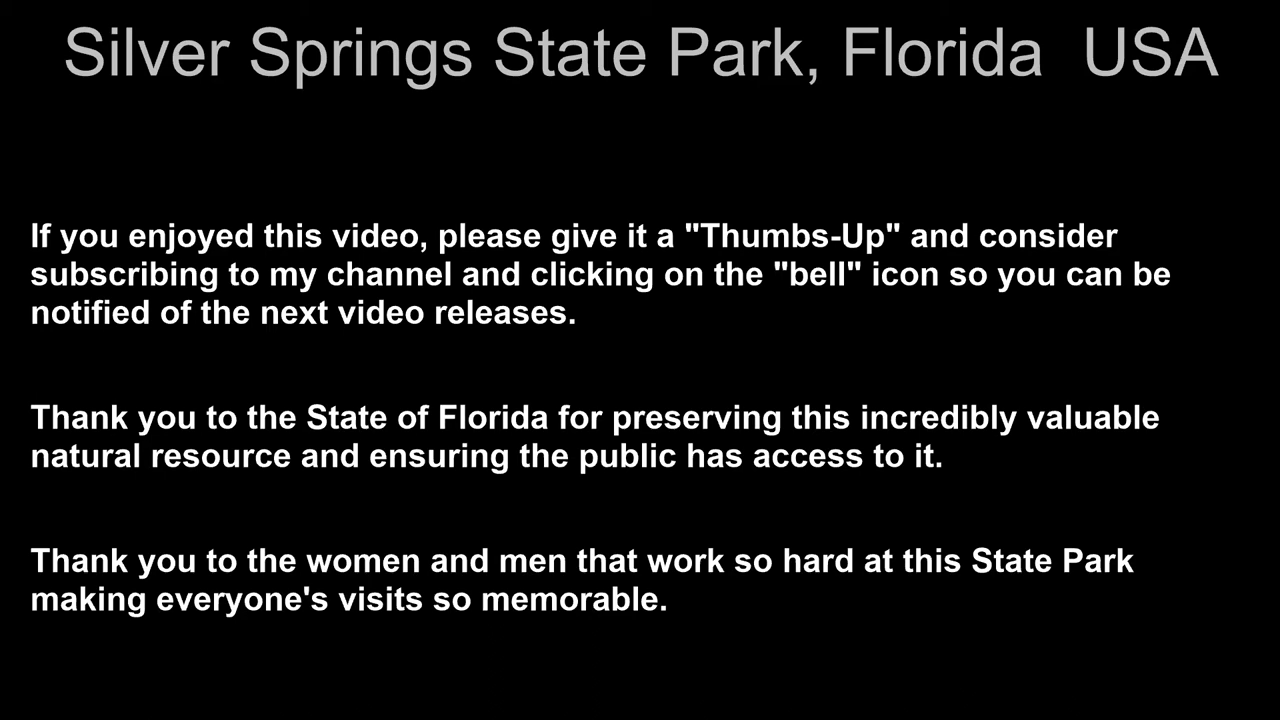 Silver Springs State Park, Florida  USA
If you enjoyed this video, please give it a "Thumbs-Up" and consider
subscribing to my channel and clicking on the "bell" icon so you can be
notified of the next video releases.
Thank you to the State of Florida for preserving this incredibly valuable
natural resource and ensuring the public has access to it.
Thank you to the women and men that work so hard at this State Park
making everyone's visits so memorable.